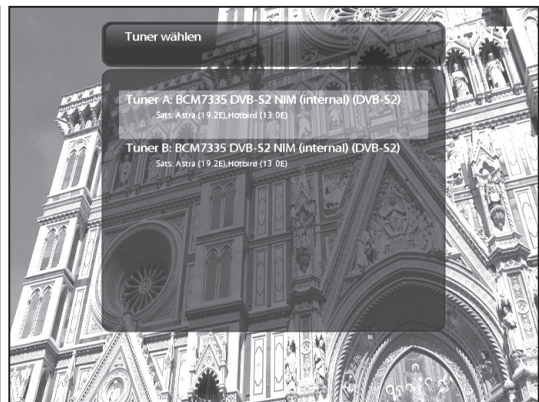 Tuner wählen
Tuner A: BCM7335 DVB-S2 NIM (internal) (DVB-S2)
Sats: Astra (19.2E),Hotbird (13.0E)
Tuner B: BCM7335 DVB-S2 NIM (internal) (DVB-S2)
Sats: Astra (19.2E),Hotbird (13.0E)